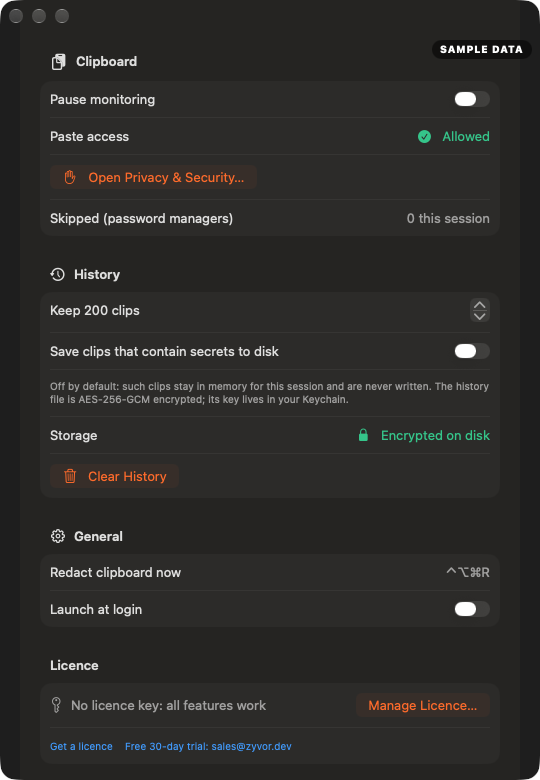 SAMPLE DATA
Clipboard
Pause monitoring
Paste access Allowed
Open Privacy & Security...
Skipped (password managers) 0 this session
History
Keep 200 clips
Save clips that contain secrets to disk
Off by default: such clips stay in memory for this session and are never written. The history
file is AES-256-GCM encrypted; its key lives in your Keychain.
Storage Encrypted on disk
Clear History
General
Redact clipboard now ⌃⌥⌘R
Launch at login
Licence
No licence key: all features work Manage Licence...
Get a licence Free 30-day trial: sales@zyvor.dev